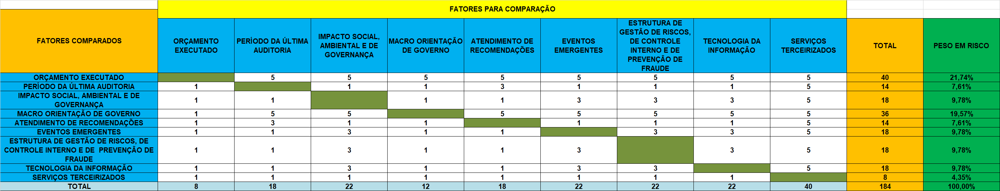 FATORES PARA COMPARAÇÃO
FATORES COMPARADOS
ORÇAMENTO
EXECUTADO
PERÍODO DA ÚLTIMA
AUDITORIA
IMPACTO SOCIAL,
AMBIENTAL E DE
GOVERNANÇA
MACRO ORIENTAÇÃO
DE GOVERNO
ATENDIMENTO DE
RECOMENDAÇÕES
EVENTOS
EMERGENTES
ESTRUTURA DE
GESTÃO DE RISCOS,
DE CONTROLE
INTERNO E DE
PREVENÇÃO DE
FRAUDE
TECNOLOGIA DA
INFORMAÇÃO
SERVIÇOS
TERCEIRIZADOS
TOTAL
PESO EM RISCO
ORÇAMENTO EXECUTADO 5 5 5 5 5 5 5 5 40 21,74%
PERÍODO DA ÚLTIMA AUDITORIA 1 1 1 3 1 1 1 5 14 7,61%
IMPACTO SOCIAL, AMBIENTAL E DE
GOVERNANÇA
1 1 1 1 3 3 3 5 18 9,78%
MACRO ORIENTAÇÃO DE GOVERNO 1 5 5 5 5 5 5 5 36 19,57%
ATENDIMENTO DE RECOMENDAÇÕES 1 3 1 1 1 1 1 5 14 7,61%
EVENTOS EMERGENTES 1 1 3 1 1 3 3 5 18 9,78%
ESTRUTURA DE GESTÃO DE RISCOS, DE
CONTROLE INTERNO E DE PREVENÇÃO DE
FRAUDE
1 1 3 1 1 3 3 5 18 9,78%
TECNOLOGIA DA INFORMAÇÃO 1 1 3 1 1 3 3 5 18 9,78%
SERVIÇOS TERCEIRIZADOS 1 1 1 1 1 1 1 1 8 4,35%
TOTAL 8 18 22 12 18 22 22 22 40 184 100,00%